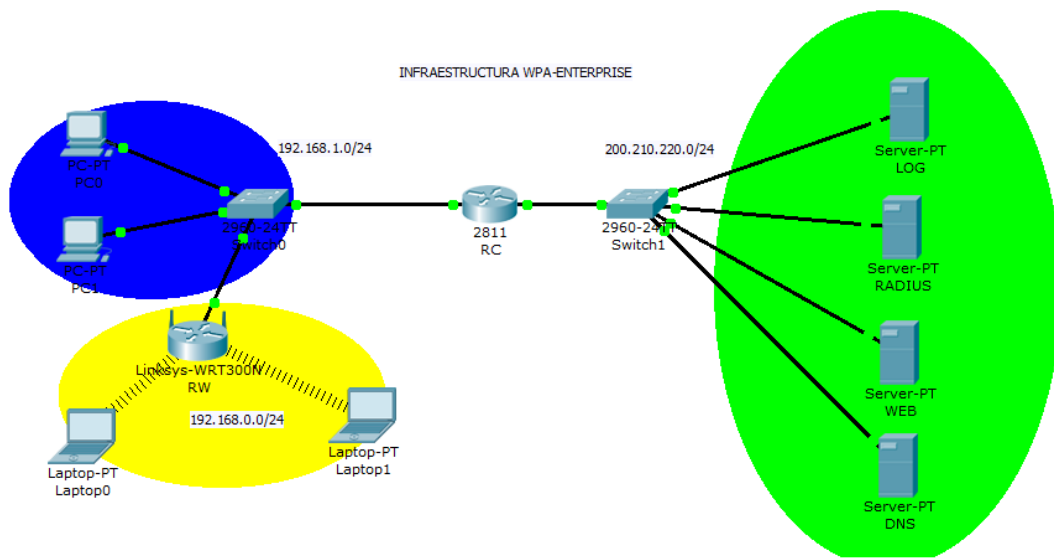 INFRAESTRUCTURA WPA-ENTERPRISE
192.168.1.0/24
200.210.220.0/24
PC-PT
PC0
PC-PT
PC1
2960-24TT
Switch0
2811
RC
2960-24TT
Switch1
Server-PT
LOG
Server-PT
RADIUS
Server-PT
WEB
Server-PT
DNS
Linksys-WRT300N
RW
192.168.0.0/24
Laptop-PT
Laptop0
Laptop-PT
Laptop1